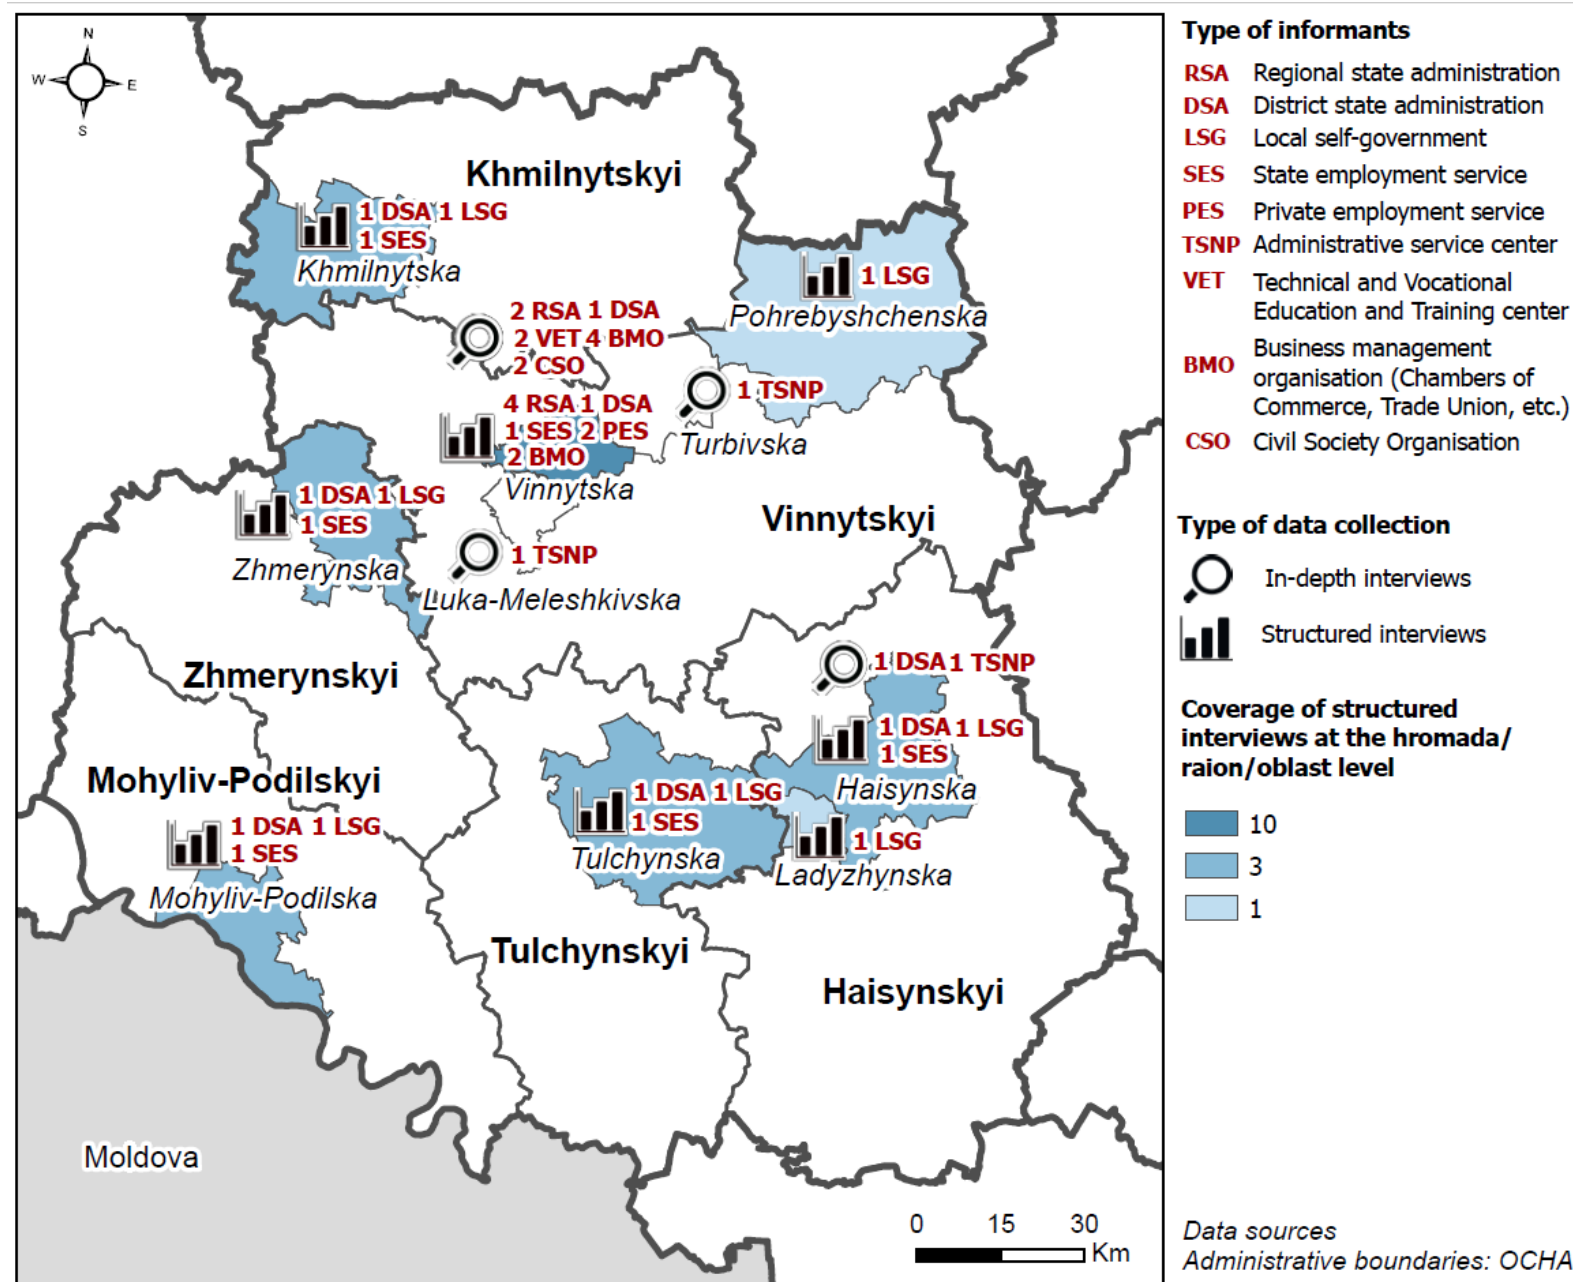 N
W
E
S
Khmilnytskyi
1 DSA 1 LSG
1 SES
Khmilnytska
1 LSG
Pohrebyshchenska
2 RSA 1 DSA
2 VET 4 BMO
2 CSO
1 TSNP
Turbivska
4 RSA 1 DSA
1 SES 2 PES
2 BMO
Vinnytska
1 DSA 1 LSG
1 SES
Zhmerynska
Vinnytskyi
1 TSNP
Luka-Meleshkivska
Zhmerynskyi
1 DSA 1 TSNP
1 DSA 1 LSG
1 SES
Haisynska
Mohyliv-Podilskyi
1 DSA 1 LSG
1 SES
Tulchynska
1 LSG
Ladyzhynska
1 DSA 1 LSG
1 SES
Mohyliv-Podilska
Tulchynskyi
Haisynskyi
Moldova
0 15 30
Km
Type of informants
RSA Regional state administration
DSA District state administration
LSG Local self-government
SES State employment service
PES Private employment service
TSNP Administrative service center
VET Technical and Vocational
Education and Training center
BMO Business management
organisation (Chambers of
Commerce, Trade Union, etc.)
CSO Civil Society Organisation
Type of data collection
In-depth interviews
Structured interviews
Coverage of structured
interviews at the hromada/
raion/oblast level
10
3
1
Data sources
Administrative boundaries: OCHA